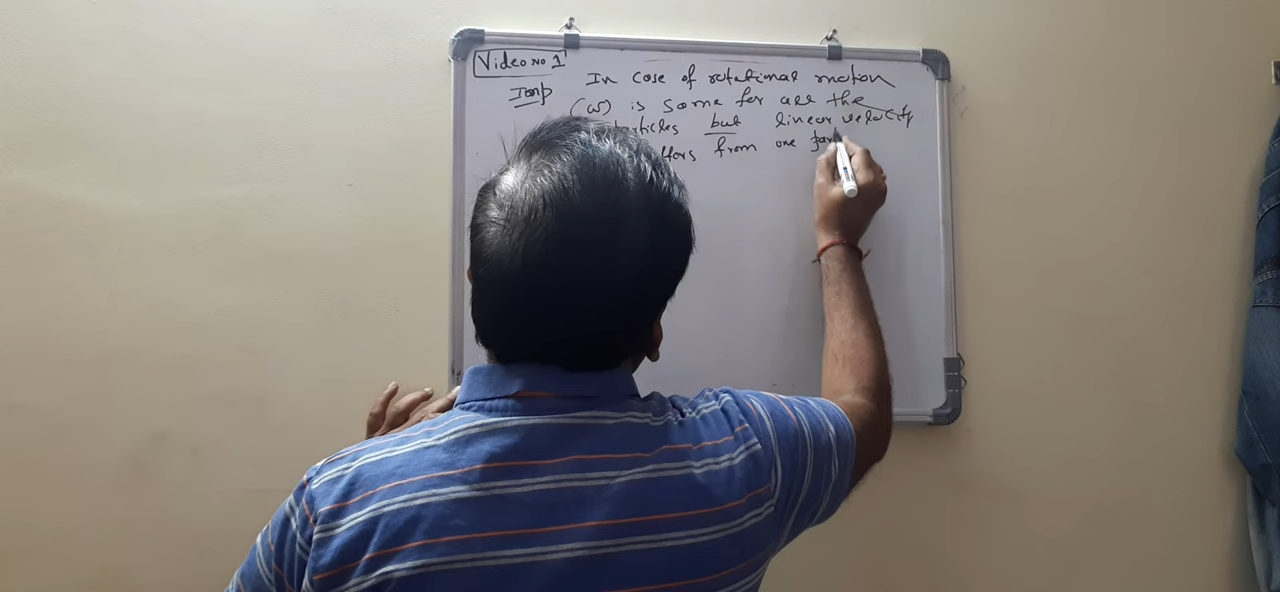 Video No 1
Imp In case of rotational motion
(ω) is same for all the
particles but linear velocity
from one